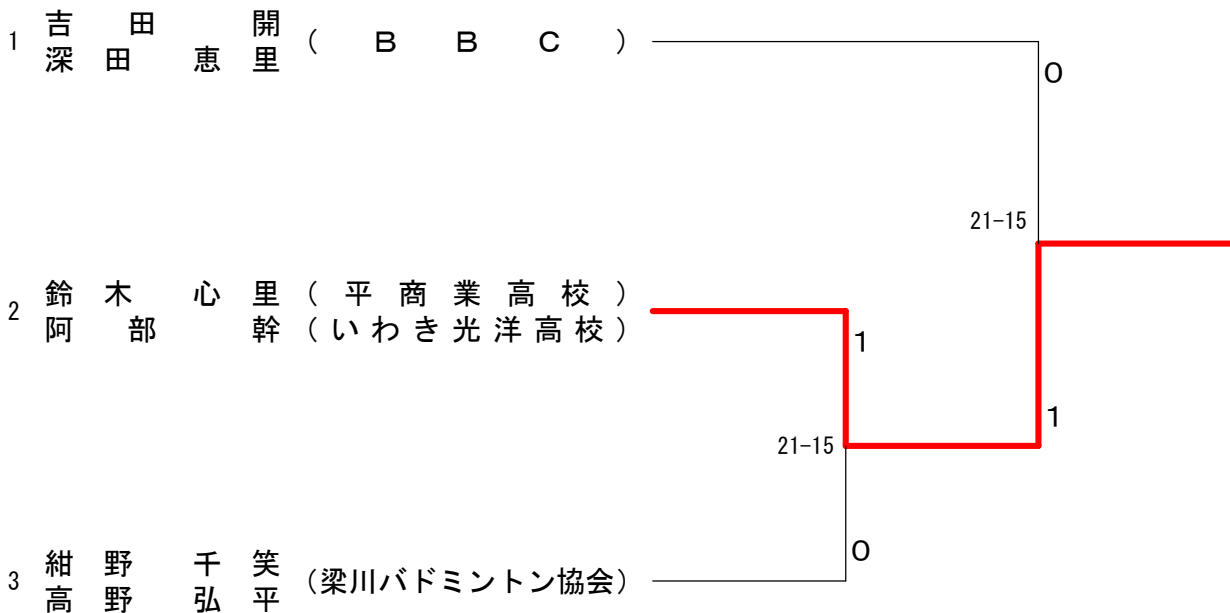 1 吉田 開 (BBC)
深田 恵里
0
21-15
2 鈴木 心里 (平商業高校)
阿部 幹 (いわき光洋高校)
1
1
21-15
0
3 紺野 千笑 (梁川バドミントン協会)
高野 弘平